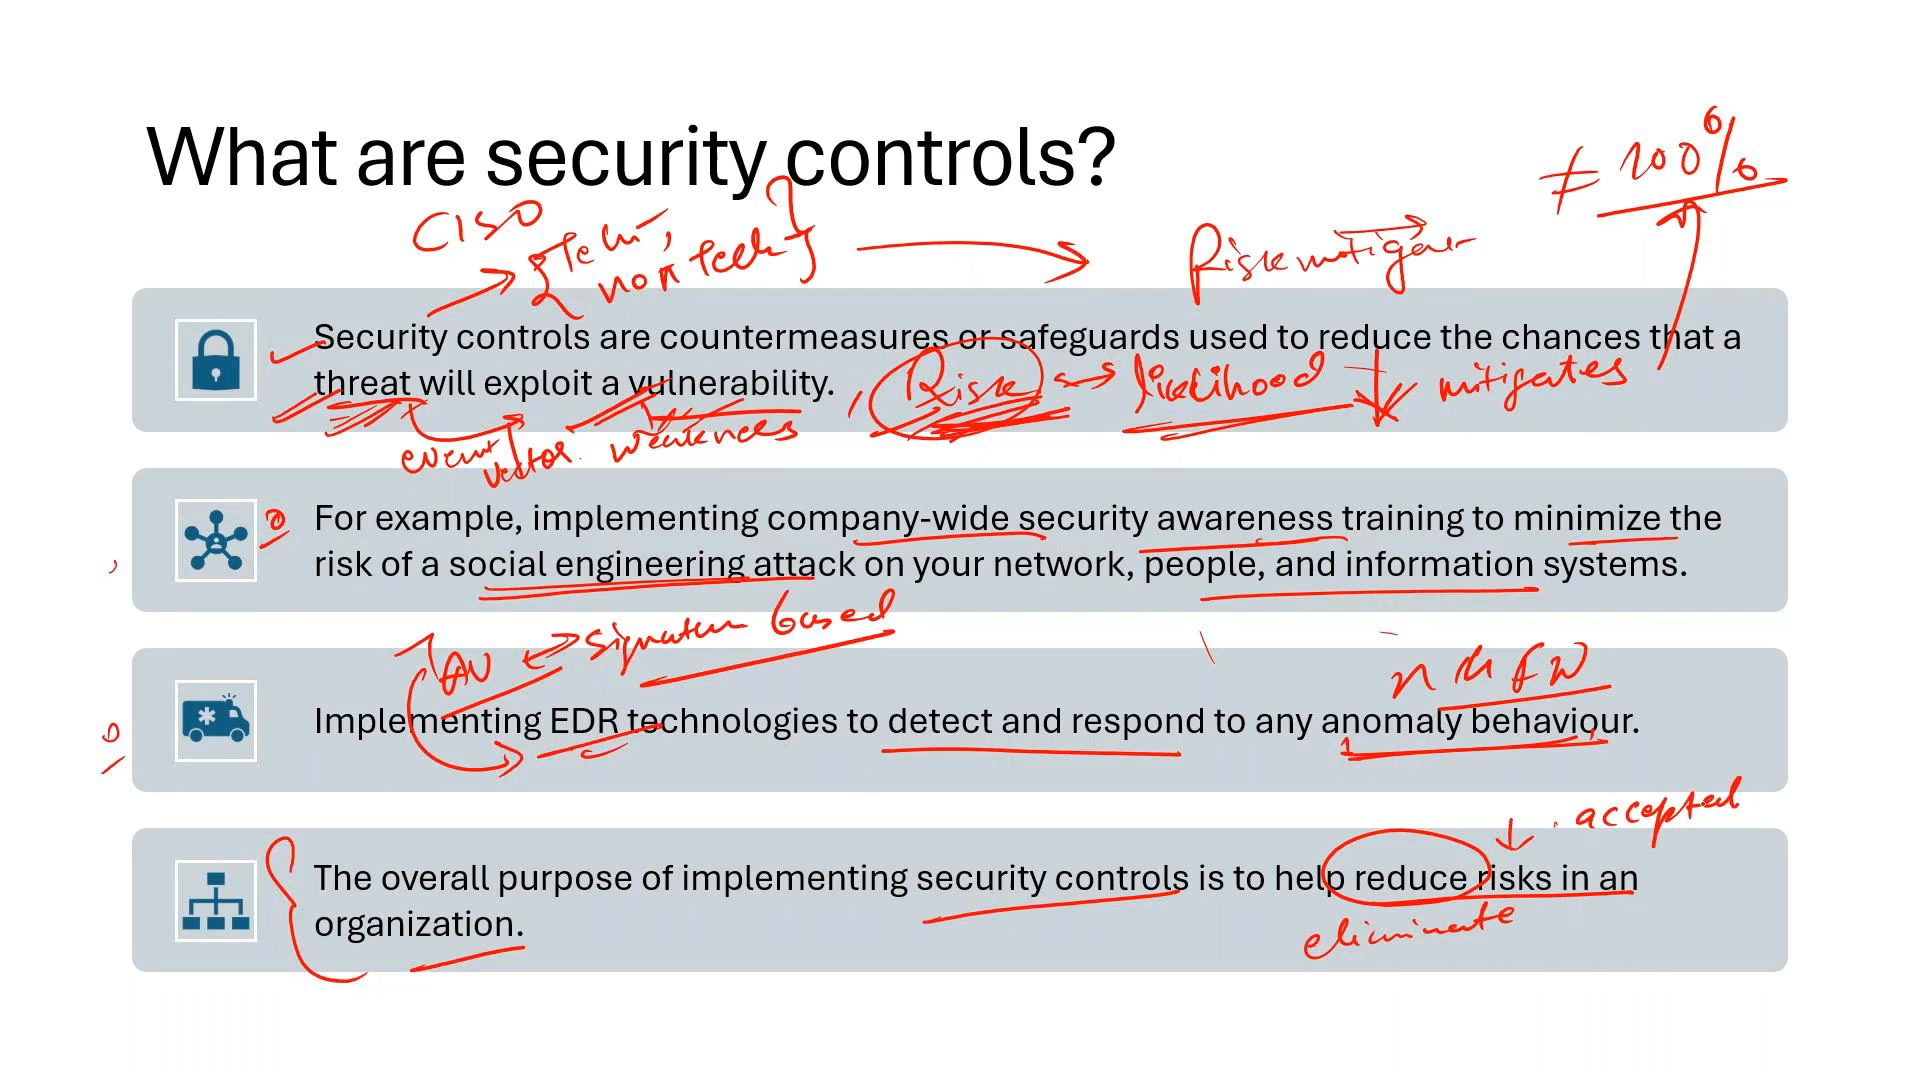 What are security controls?
≠ 100%
CISO
Tech,
non tech
Risk
Security controls are countermeasures or safeguards used to reduce the chances that a
threat will exploit a vulnerability.
Risk likelihood mitigates
event vector weaknesses
For example, implementing company-wide security awareness training to minimize the
risk of a social engineering attack on your network, people, and information systems.
AV signature based
Implementing EDR technologies to detect and respond to any anomaly behaviour.
accepted
The overall purpose of implementing security controls is to help reduce risks in an
organization.
eliminate